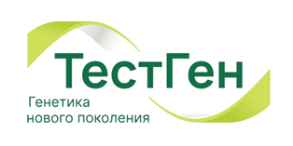 ТестГен
Генетика
нового поколения